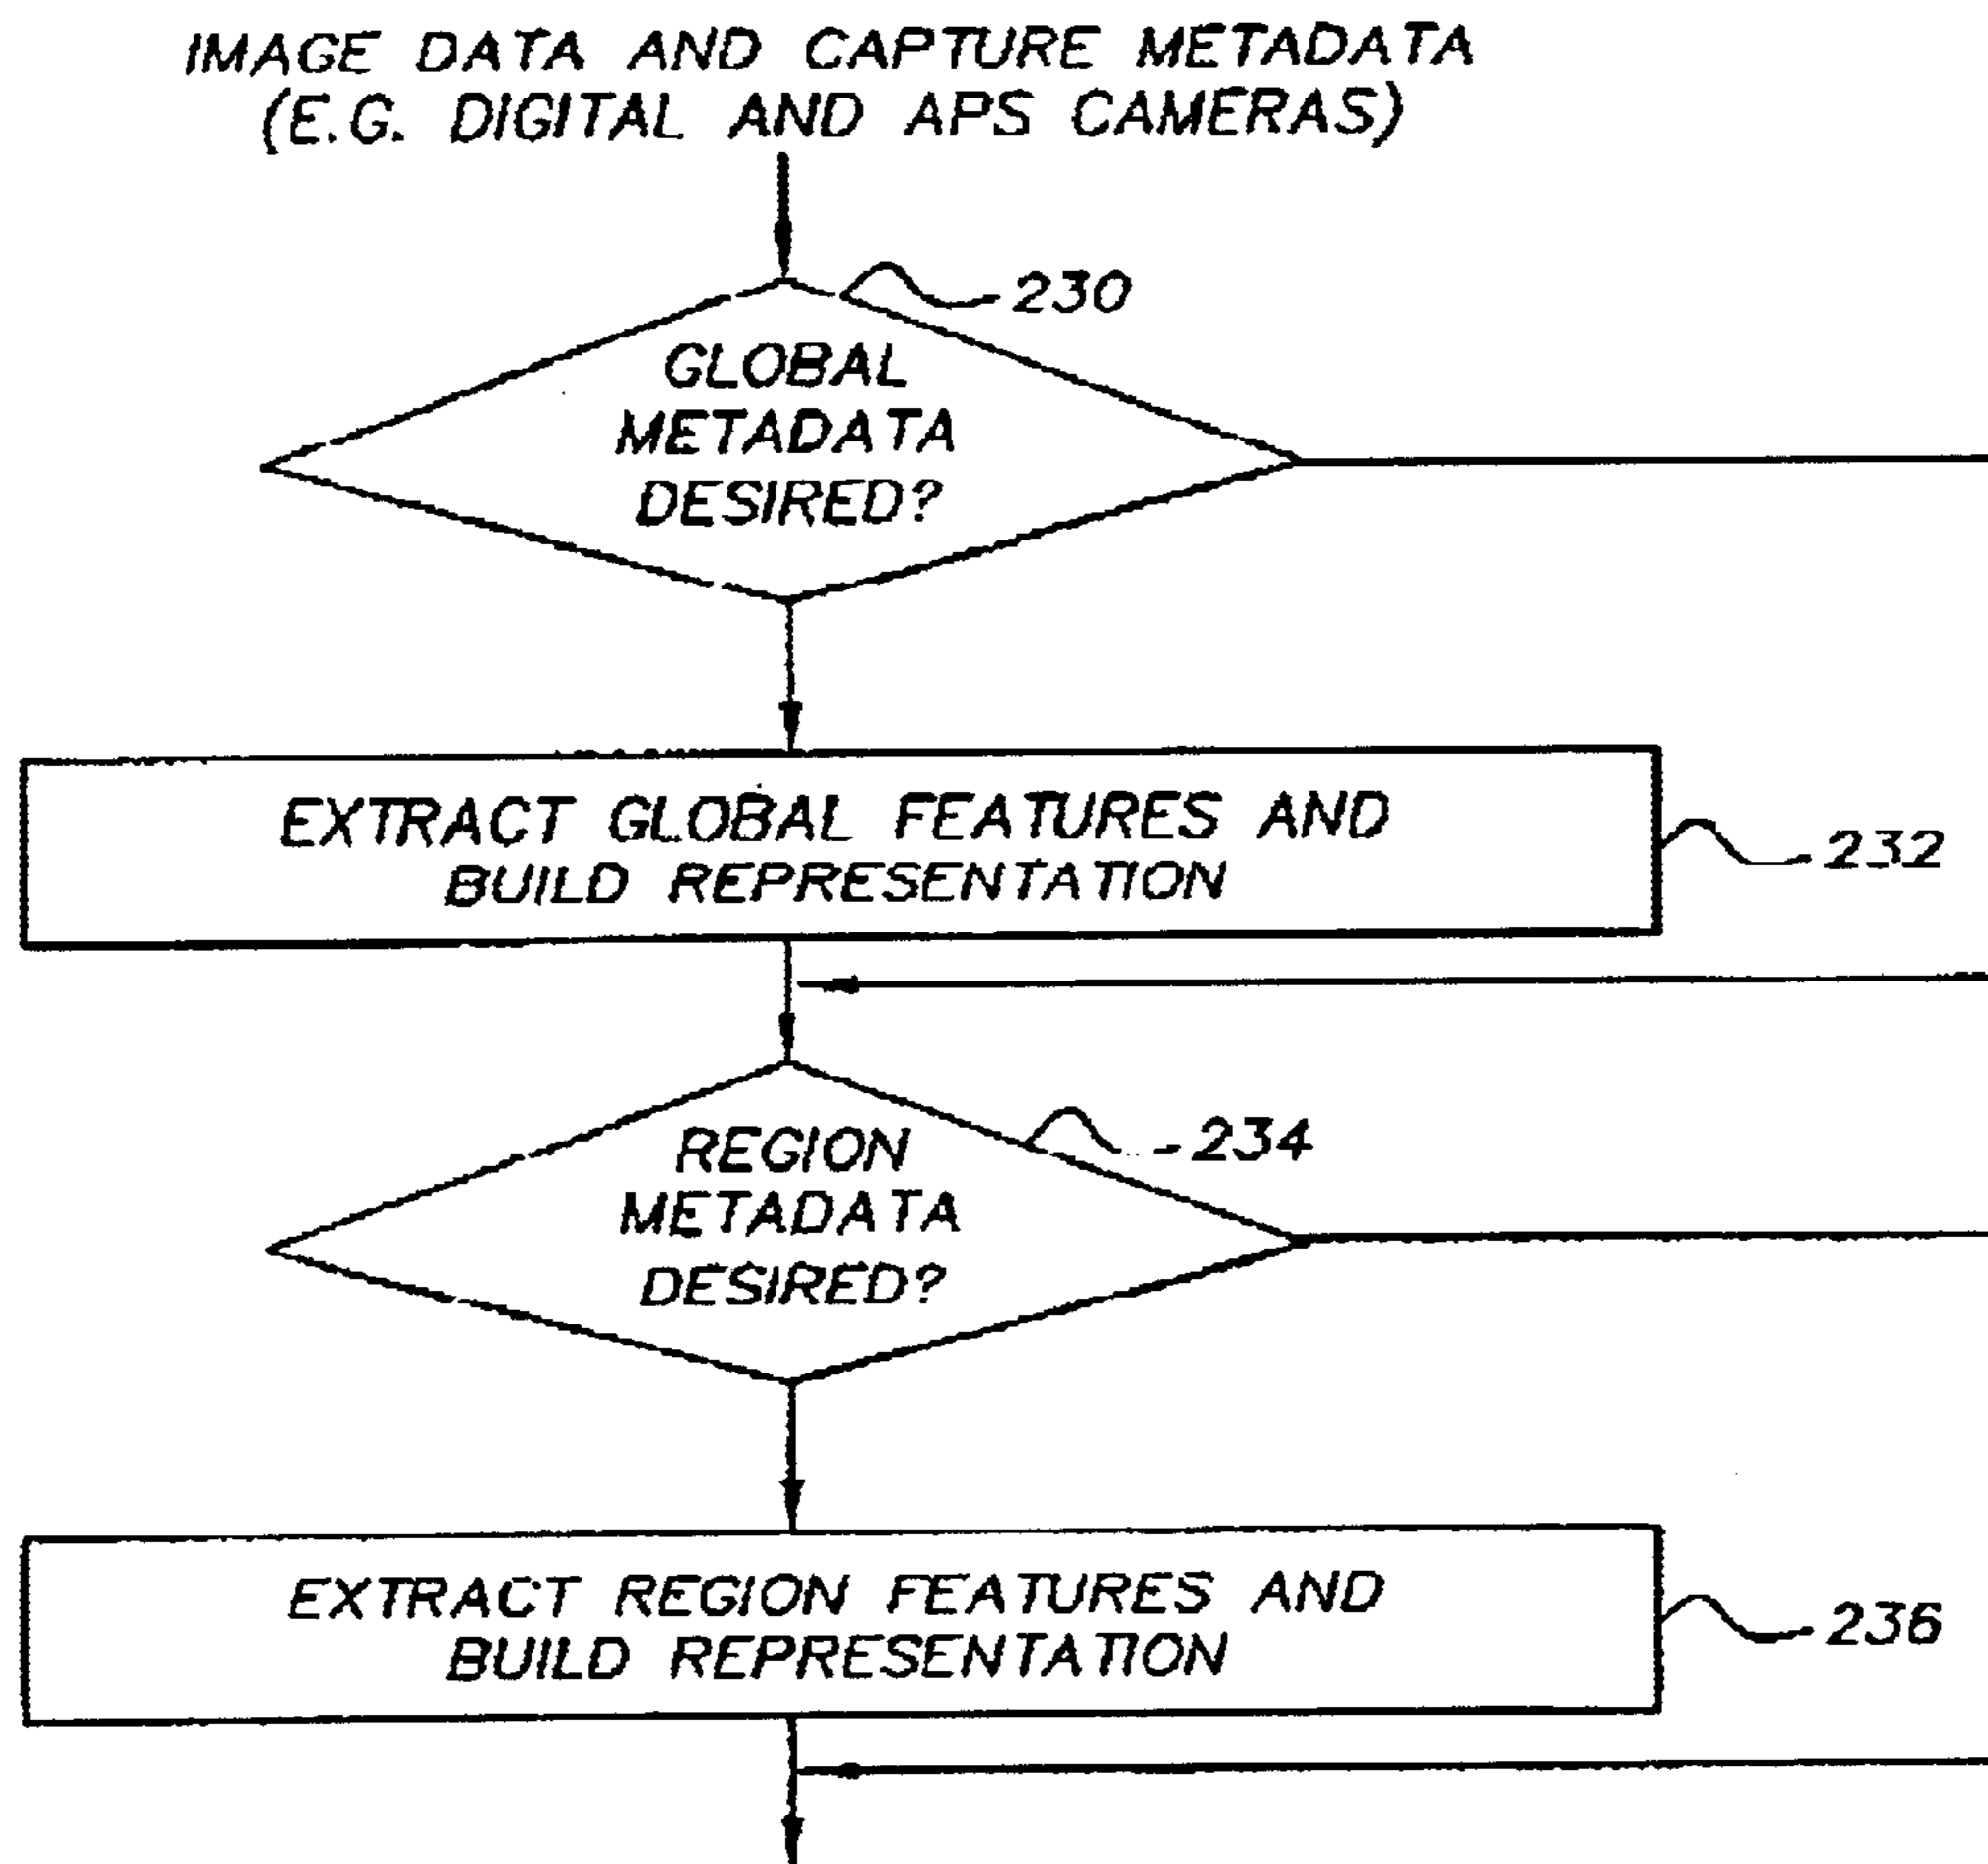 IMAGE DATA AND CAPTURE METADATA
(E.G. DIGITAL AND APS CAMERAS)
230
GLOBAL
METADATA
DESIRED?
EXTRACT GLOBAL FEATURES AND
BUILD REPRESENTATION
232
234
REGION
METADATA
DESIRED?
EXTRACT REGION FEATURES AND
BUILD REPRESENTATION
236